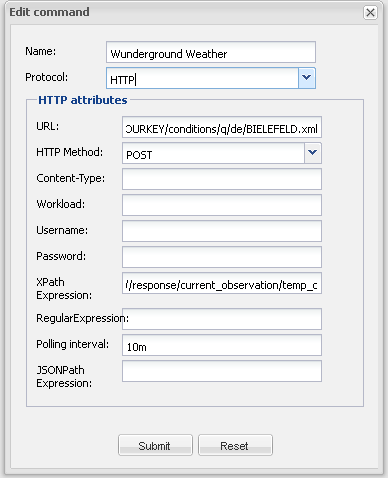 Edit command
Name: Wunderground Weather
Protocol: HTTP
HTTP attributes
URL: OURKEY/conditions/q/de/BIELEFELD.xml
HTTP Method: POST
Content-Type:
Workload:
Username:
Password:
XPath
Expression: //response/current_observation/temp_c
RegularExpression:
Polling interval: 10m
JSONPath
Expression:
Submit Reset